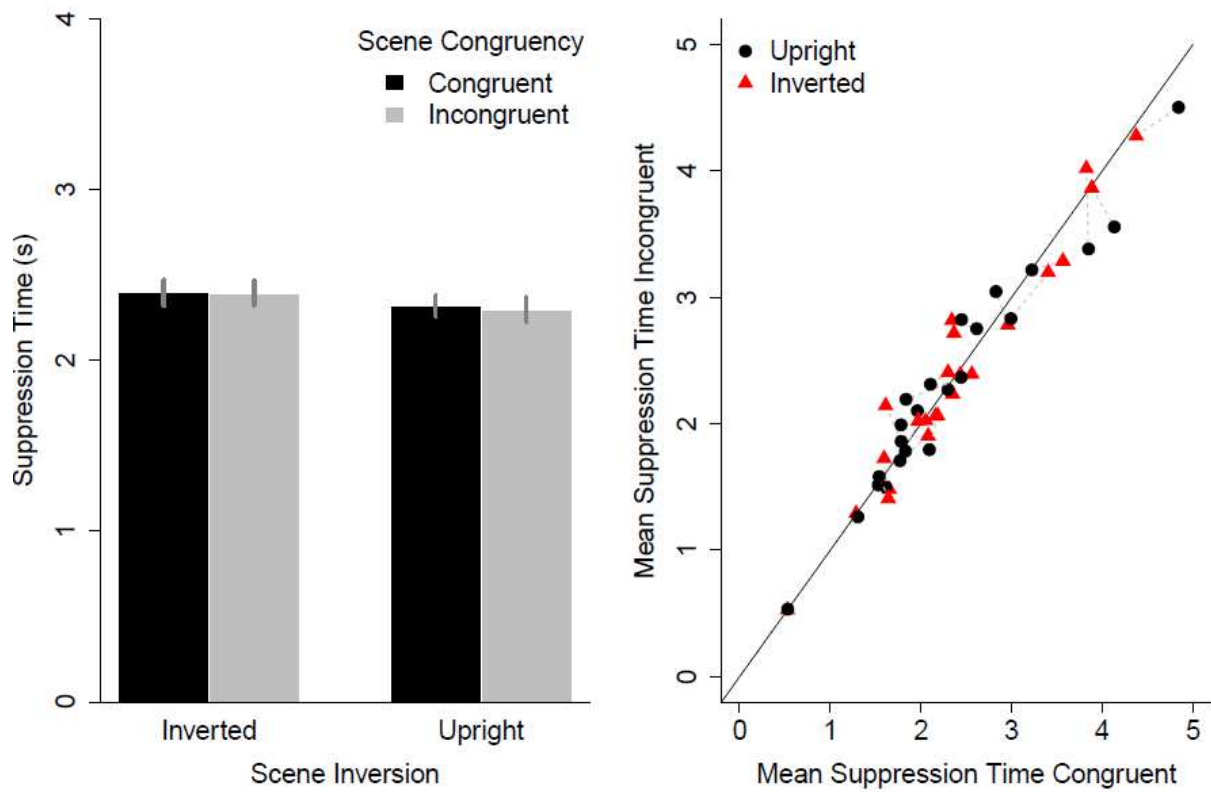 Scene Congruency
Congruent
Incongruent
Suppression Time (s)
4
3
2
1
0
Inverted
Upright
Scene Inversion
Upright
Inverted
Mean Suppression Time Incongruent
5
4
3
2
1
0
0
1
2
3
4
5
Mean Suppression Time Congruent